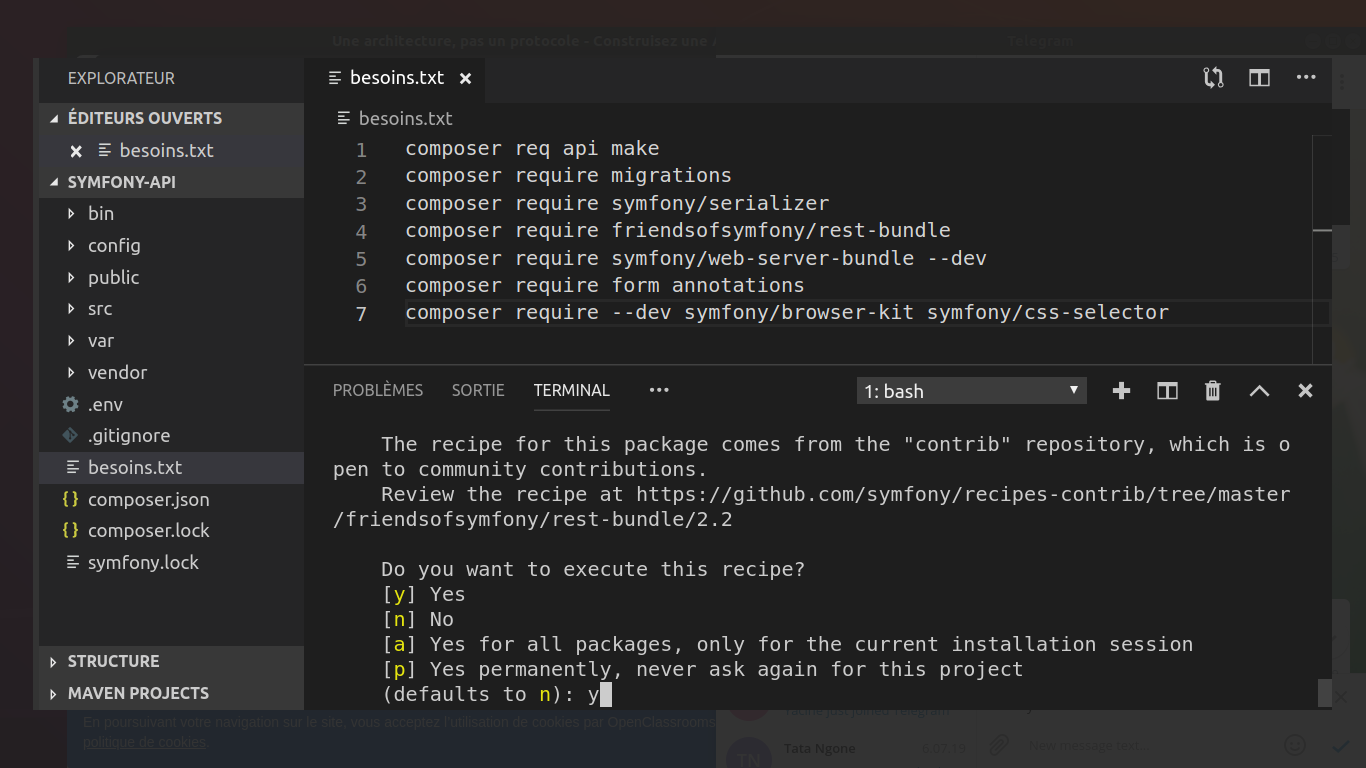 Une architecture, pas un protocole - Construisez une
Telegram
EXPLORATEUR
ÉDITEURS OUVERTS
besoins.txt
SYMFONY-API
bin
config
public
src
var
vendor
.env
.gitignore
besoins.txt
composer.json
composer.lock
symfony.lock
STRUCTURE
MAVEN PROJECTS
besoins.txt
besoins.txt
1 composer req api make
2 composer require migrations
3 composer require symfony/serializer
4 composer require friendsofsymfony/rest-bundle
5 composer require symfony/web-server-bundle --dev
6 composer require form annotations
7 composer require --dev symfony/browser-kit symfony/css-selector
PROBLÈMES SORTIE TERMINAL
1: bash
The recipe for this package comes from the "contrib" repository, which is o
pen to community contributions.
Review the recipe at https://github.com/symfony/recipes-contrib/tree/master
/friendsofsymfony/rest-bundle/2.2
Do you want to execute this recipe?
[y] Yes
[n] No
[a] Yes for all packages, only for the current installation session
[p] Yes permanently, never ask again for this project
(defaults to n): y
En poursuivant votre navigation sur le site, vous acceptez l'utilisation de cookies par OpenClassrooms
politique de cookies
just joined Telegram
TN
Tata Ngone
New message text...